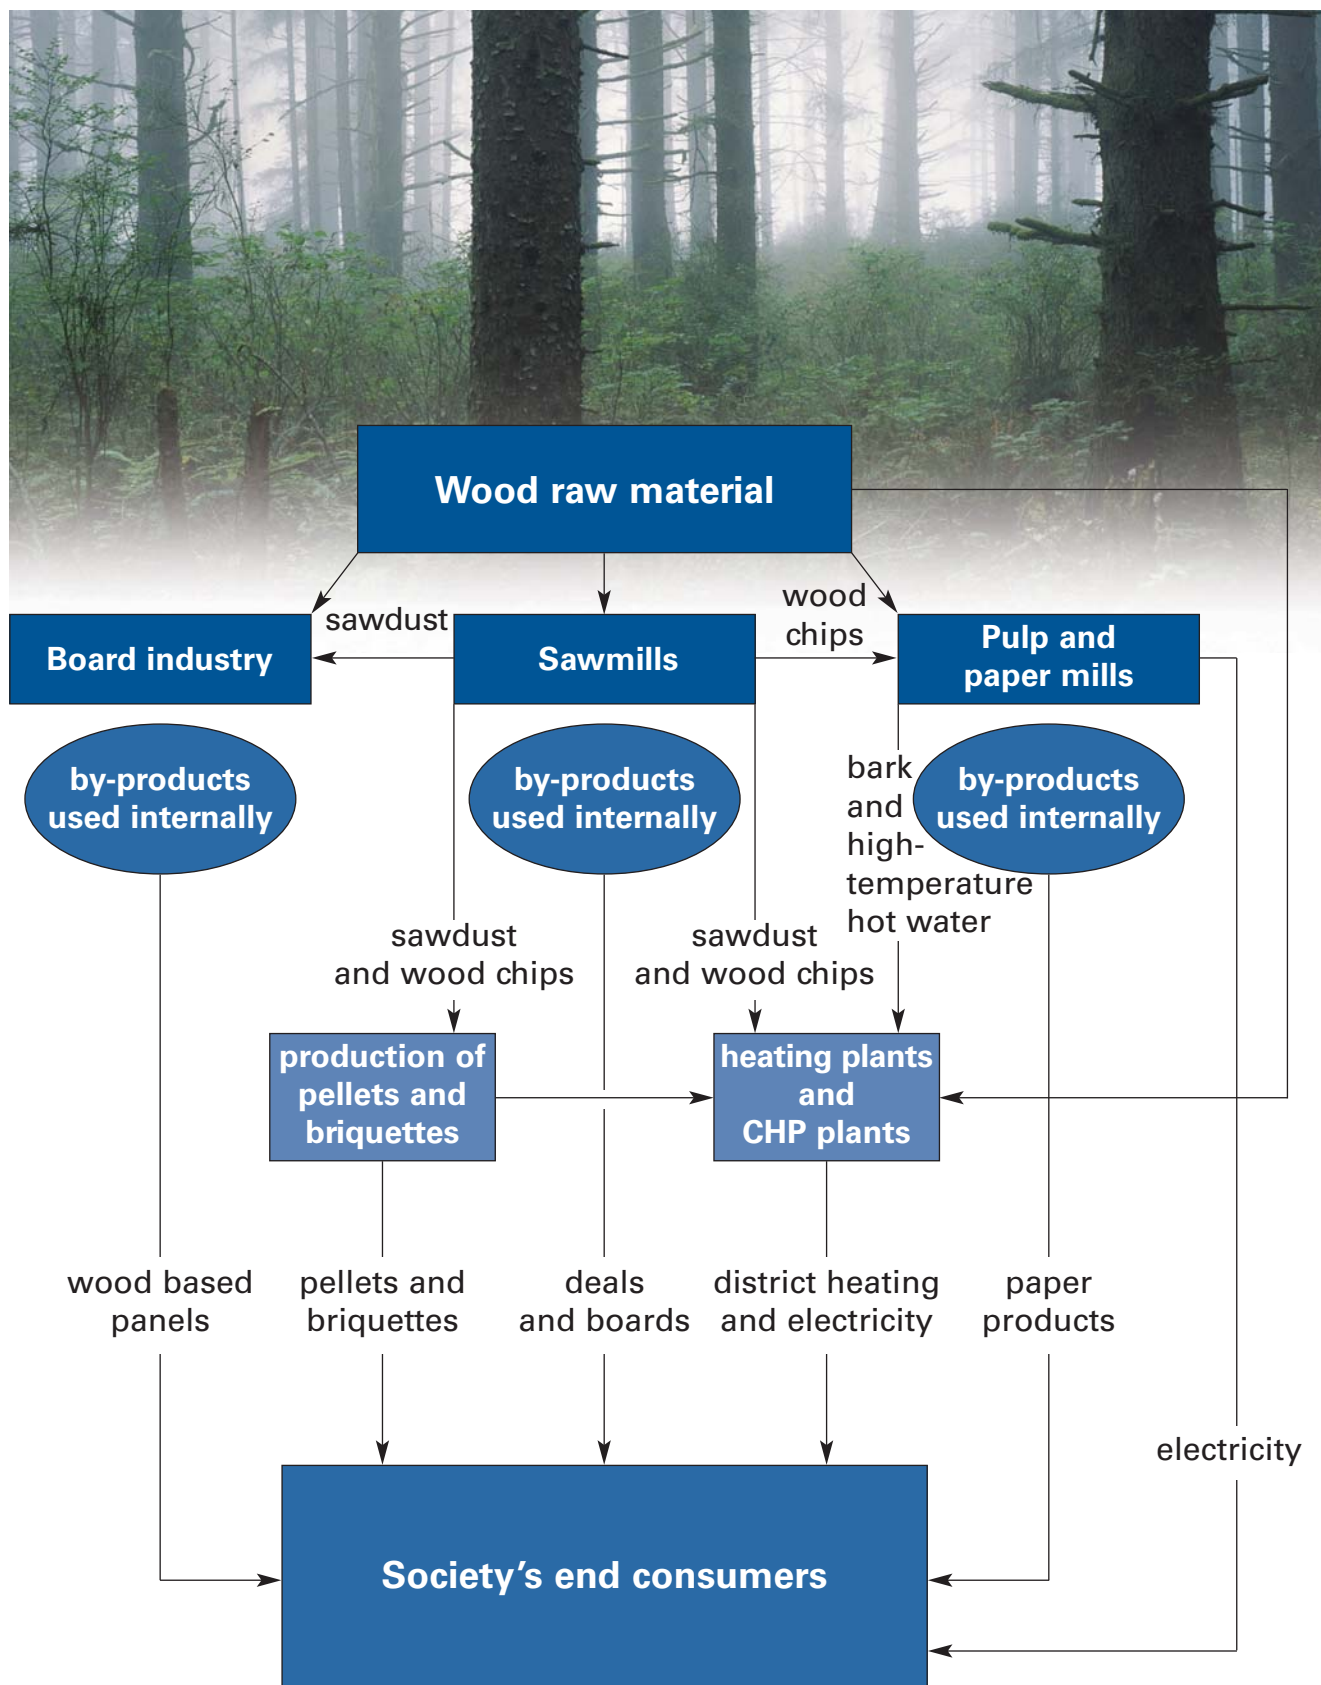 Wood raw material
sawdust
wood
chips
Board industry
Sawmills
Pulp and
paper mills
by-products
used internally
by-products
used internally
bark
and
high-
temperature
hot water
by-products
used internally
sawdust
and wood chips
sawdust
and wood chips
production of
pellets and
briquettes
heating plants
and
CHP plants
wood based
panels
pellets and
briquettes
deals
and boards
district heating
and electricity
paper
products
electricity
Society's end consumers